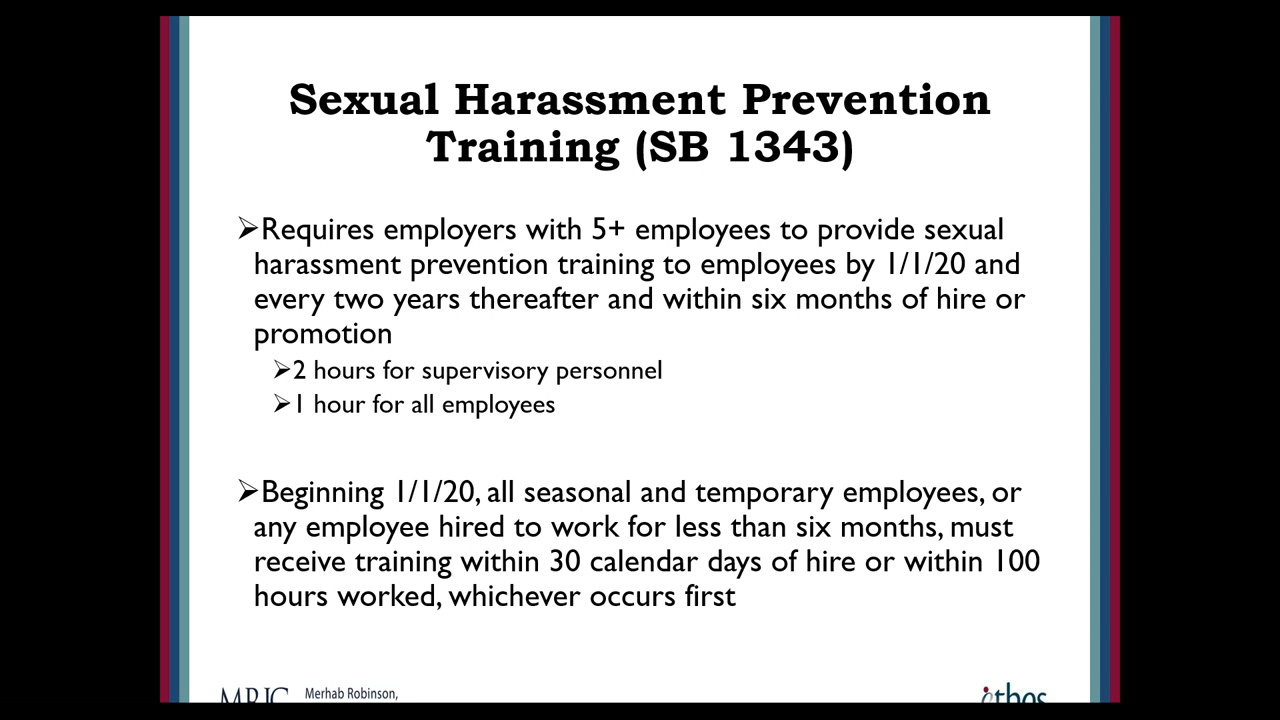 Sexual Harassment Prevention
Training (SB 1343)
➢Requires employers with 5+ employees to provide sexual
harassment prevention training to employees by 1/1/20 and
every two years thereafter and within six months of hire or
promotion
➢2 hours for supervisory personnel
➢1 hour for all employees
➢Beginning 1/1/20, all seasonal and temporary employees, or
any employee hired to work for less than six months, must
receive training within 30 calendar days of hire or within 100
hours worked, whichever occurs first
Merhab Robinson,
ethos